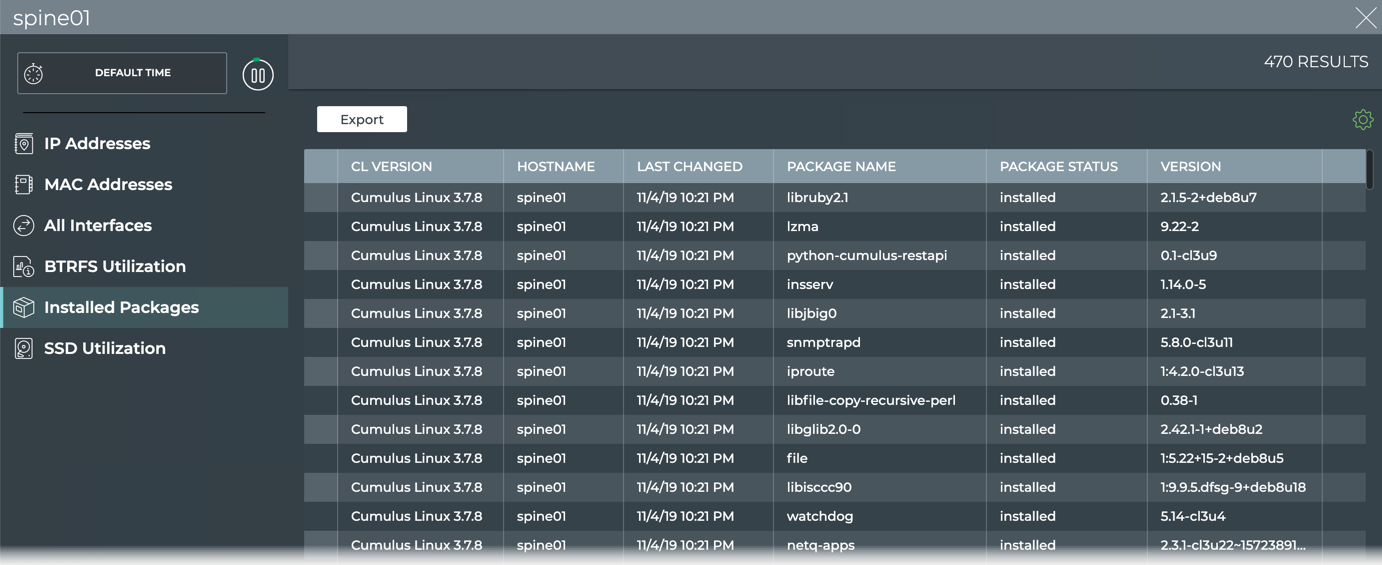 spine01
DEFAULT TIME
470 RESULTS
IP Addresses
MAC Addresses
All Interfaces
BTRFS Utilization
Installed Packages
SSD Utilization
Export
CL VERSION HOSTNAME LAST CHANGED PACKAGE NAME PACKAGE STATUS VERSION
Cumulus Linux 3.7.8 spine01 11/4/19 10:21 PM libruby2.1 installed 2.1.5-2+deb8u7
Cumulus Linux 3.7.8 spine01 11/4/19 10:21 PM lzma installed 9.22-2
Cumulus Linux 3.7.8 spine01 11/4/19 10:21 PM python-cumulus-restapi installed 0.1-cl3u9
Cumulus Linux 3.7.8 spine01 11/4/19 10:21 PM insserv installed 1.14.0-5
Cumulus Linux 3.7.8 spine01 11/4/19 10:21 PM libjbig0 installed 2.1-3.1
Cumulus Linux 3.7.8 spine01 11/4/19 10:21 PM snmptrapd installed 5.8.0-cl3u11
Cumulus Linux 3.7.8 spine01 11/4/19 10:21 PM iproute installed 1:4.2.0-cl3u13
Cumulus Linux 3.7.8 spine01 11/4/19 10:21 PM libfile-copy-recursive-perl installed 0.38-1
Cumulus Linux 3.7.8 spine01 11/4/19 10:21 PM libglib2.0-0 installed 2.42.1-1+deb8u2
Cumulus Linux 3.7.8 spine01 11/4/19 10:21 PM file installed 1:5.22+15-2+deb8u5
Cumulus Linux 3.7.8 spine01 11/4/19 10:21 PM libisccc90 installed 1:9.9.5.dfsg-9+deb8u18
Cumulus Linux 3.7.8 spine01 11/4/19 10:21 PM watchdog installed 5.14-cl3u4
Cumulus Linux 3.7.8 spine01 11/4/19 10:21 PM netq-apps installed 2.3.1-cl3u22~15723891...